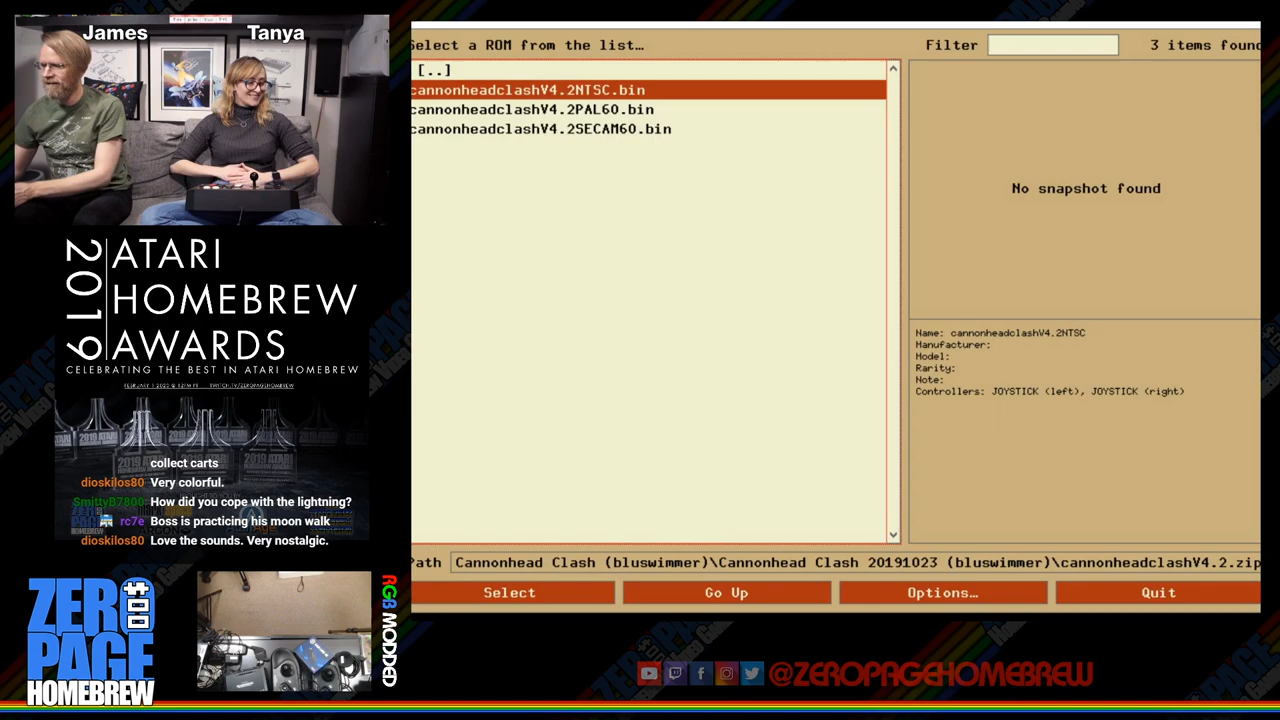 James
Tanya
2019
ATARI
HOMEBREW
AWARDS
CELEBRATING THE BEST IN ATARI HOMEBREW
2019 ATARI
collect carts
dioskilos80 Very colorful.
SmittyB7800 How did you cope with the lightning?
rc7e Boss is practicing his moon walk
dioskilos80 Love the sounds. Very nostalgic.
ZERO
$00
PAGE
HOMEBREW
RGB MODDED
Select a ROM from the list…
Filter
3 items found
[..]
cannonheadclashV4.2NTSC.bin
cannonheadclashV4.2PAL60.bin
cannonheadclashV4.2SECAM60.bin
No snapshot found
Name: cannonheadclashV4.2NTSC
Manufacturer:
Model:
Rarity:
Note:
Controllers: JOYSTICK (left), JOYSTICK (right)
Path Cannonhead Clash (bluswimmer)\Cannonhead Clash 20191023 (bluswimmer)\cannonheadclashV4.2.zip
Select
Go Up
Options…
Quit
@ZEROPAGEHOMEBREW